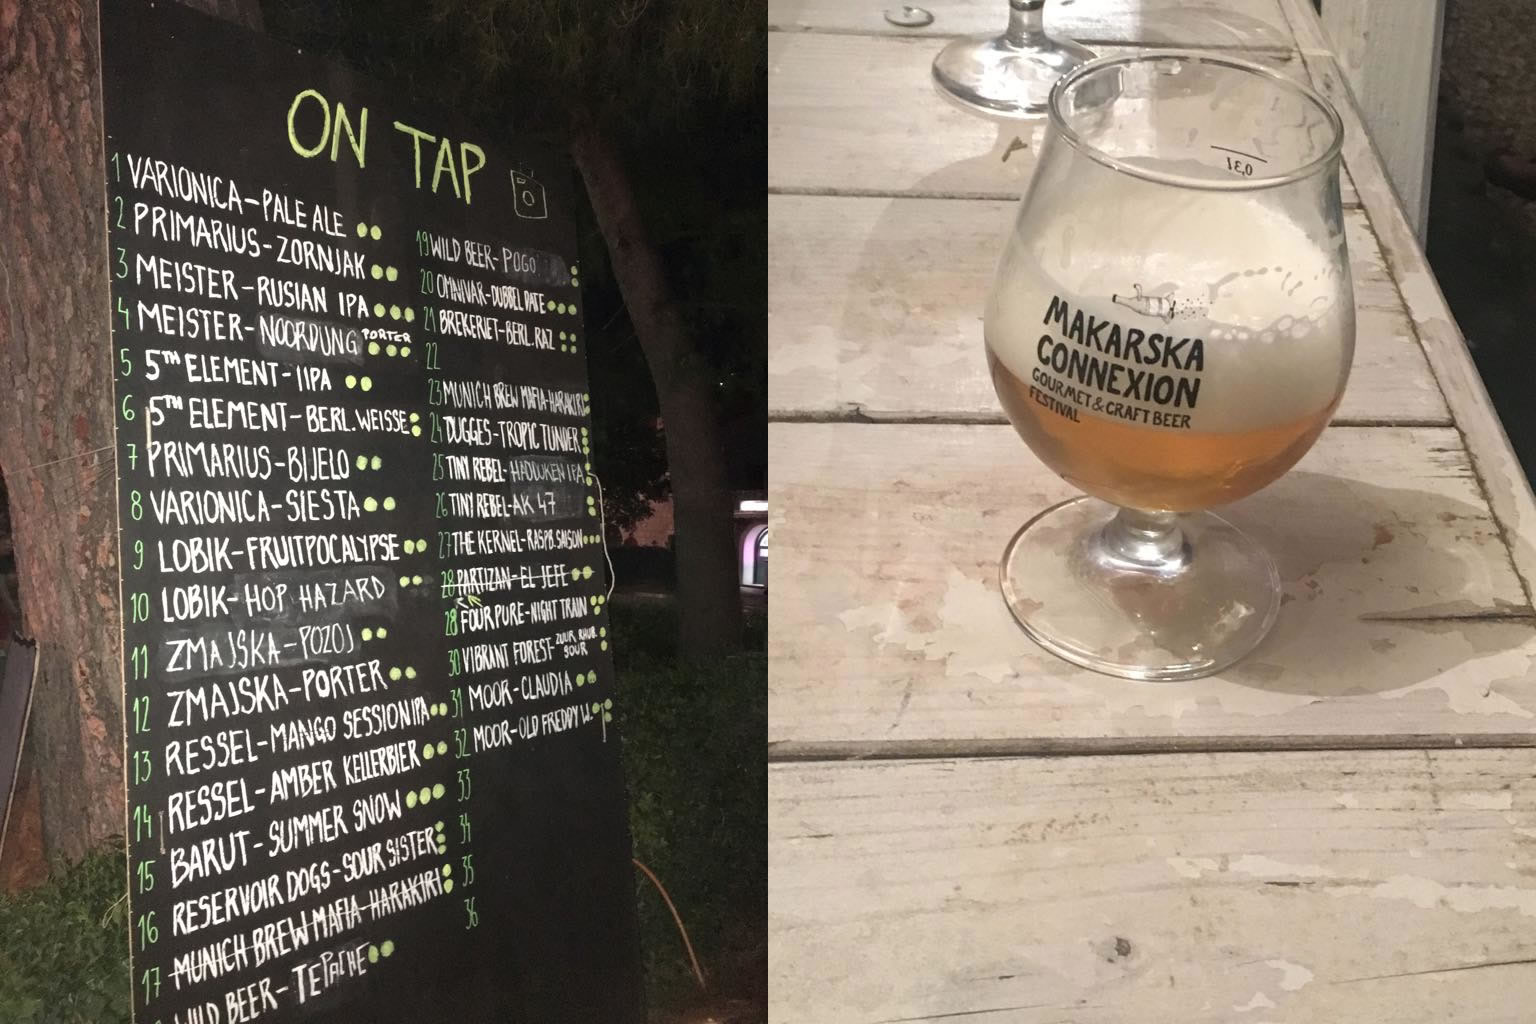 ON TAP
1 VARIONICA-PALE ALE
2 PRIMARIUS-ZORNJAK
3 MEISTER-RUSIAN IPA
4 MEISTER-NOORDUNG PORTER
5 5TH ELEMENT-IIPA
6 5TH ELEMENT-BERL.WEISSE
7 PRIMARIUS-BIJELO
8 VARIONICA-SIESTA
9 LOBIK-FRUITPOCALYPSE
10 LOBIK-HOP HAZARD
11 ZMAJSKA-POZOJ
12 ZMAJSKA-PORTER
13 RESSEL-MANGO SESSION IPA
14 RESSEL-AMBER KELLERBIER
15 BARUT-SUMMER SNOW
16 RESERVOIR DOGS-SOUR SISTER
17 MUNICH BREW MAFIA-HARAKIRI
WILD BEER-TEPACHE
19 WILD BEER-POGO
20 OMNIVAR-DUBBEL DATE
21 BREKERIET-BERL.RAZ
22
23 MUNICH BREW MAFIA-HARAKIRI
24 DUGGES-TROPIC TUNDER
25 TINY REBEL-HADOUKEN IPA
26 TINY REBEL-AK 47
27 THE KERNEL-RASPB.SAISON
28 PARTIZAN-EL JEFE
28 FOURPURE-NIGHT TRAIN
30 VIBRANT FOREST-ZUUR RHUB. SOUR
31 MOOR-CLAUDIA
32 MOOR-OLD FREDDY W.
33
34
35
36
0,3l
MAKARSKA
CONNEXION
GOURMET & CRAFT BEER
FESTIVAL